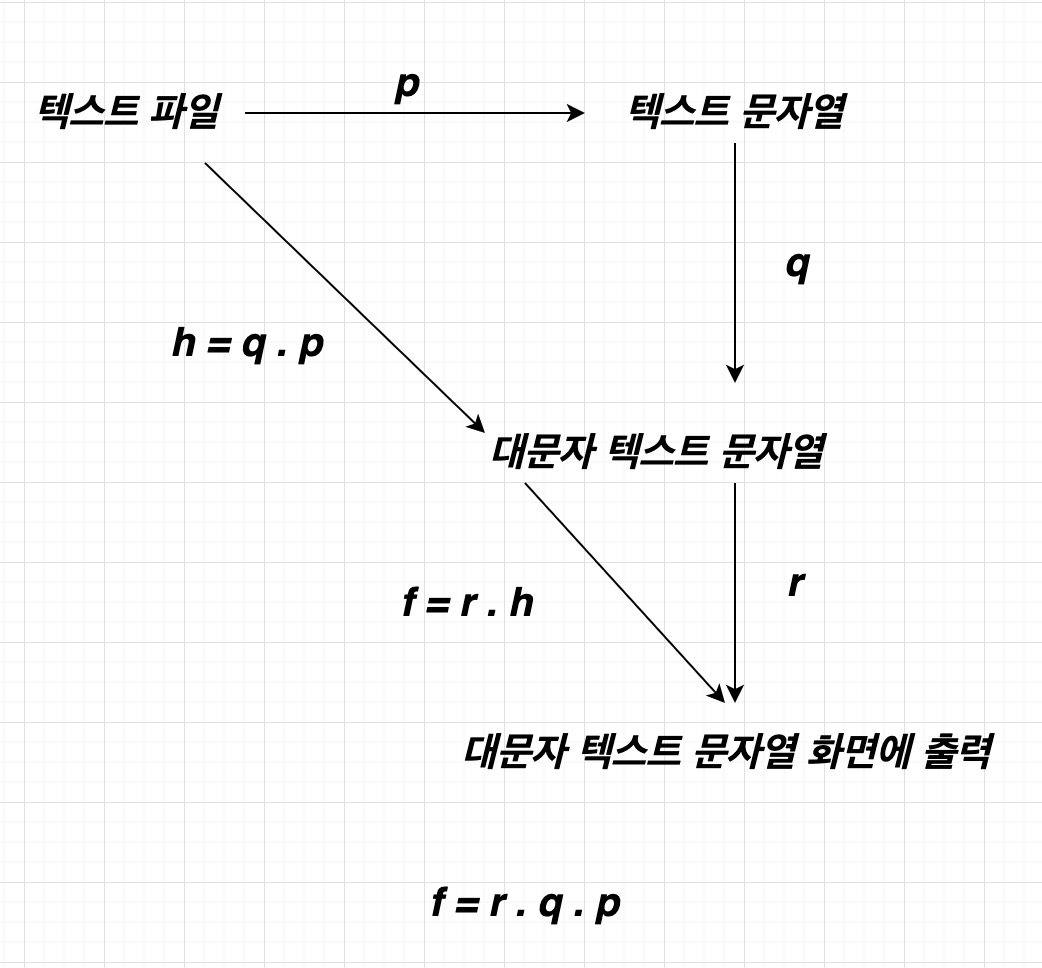 p
텍스트 파일
텍스트 문자열
q
h = q . p
대문자 텍스트 문자열
r
f = r . h
대문자 텍스트 문자열 화면에 출력
f = r . q . p